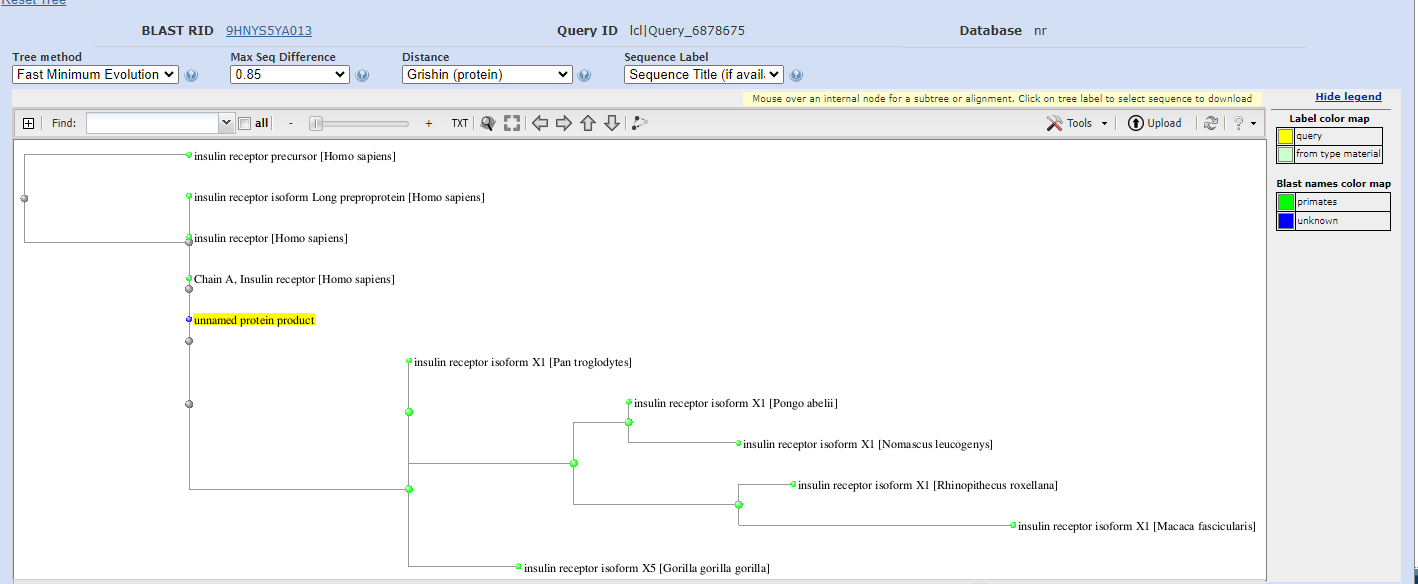 Reset Tree
BLAST RID 9HNYS5YA013 Query ID lcl|Query_6878675 Database nr
Tree method Max Seq Difference Distance Sequence Label
Fast Minimum Evolution 0.85 Grishin (protein) Sequence Title (if avail
Mouse over an internal node for a subtree or alignment. Click on tree label to select sequence to download
Hide legend
Find: all - + TXT Tools Upload ?
Label color map
query
from type material
Blast names color map
primates
unknown
insulin receptor precursor [Homo sapiens]
insulin receptor isoform Long preproprotein [Homo sapiens]
insulin receptor [Homo sapiens]
Chain A, Insulin receptor [Homo sapiens]
unnamed protein product
insulin receptor isoform X1 [Pan troglodytes]
insulin receptor isoform X1 [Pongo abelii]
insulin receptor isoform X1 [Nomascus leucogenys]
insulin receptor isoform X1 [Rhinopithecus roxellana]
insulin receptor isoform X1 [Macaca fascicularis]
insulin receptor isoform X5 [Gorilla gorilla gorilla]